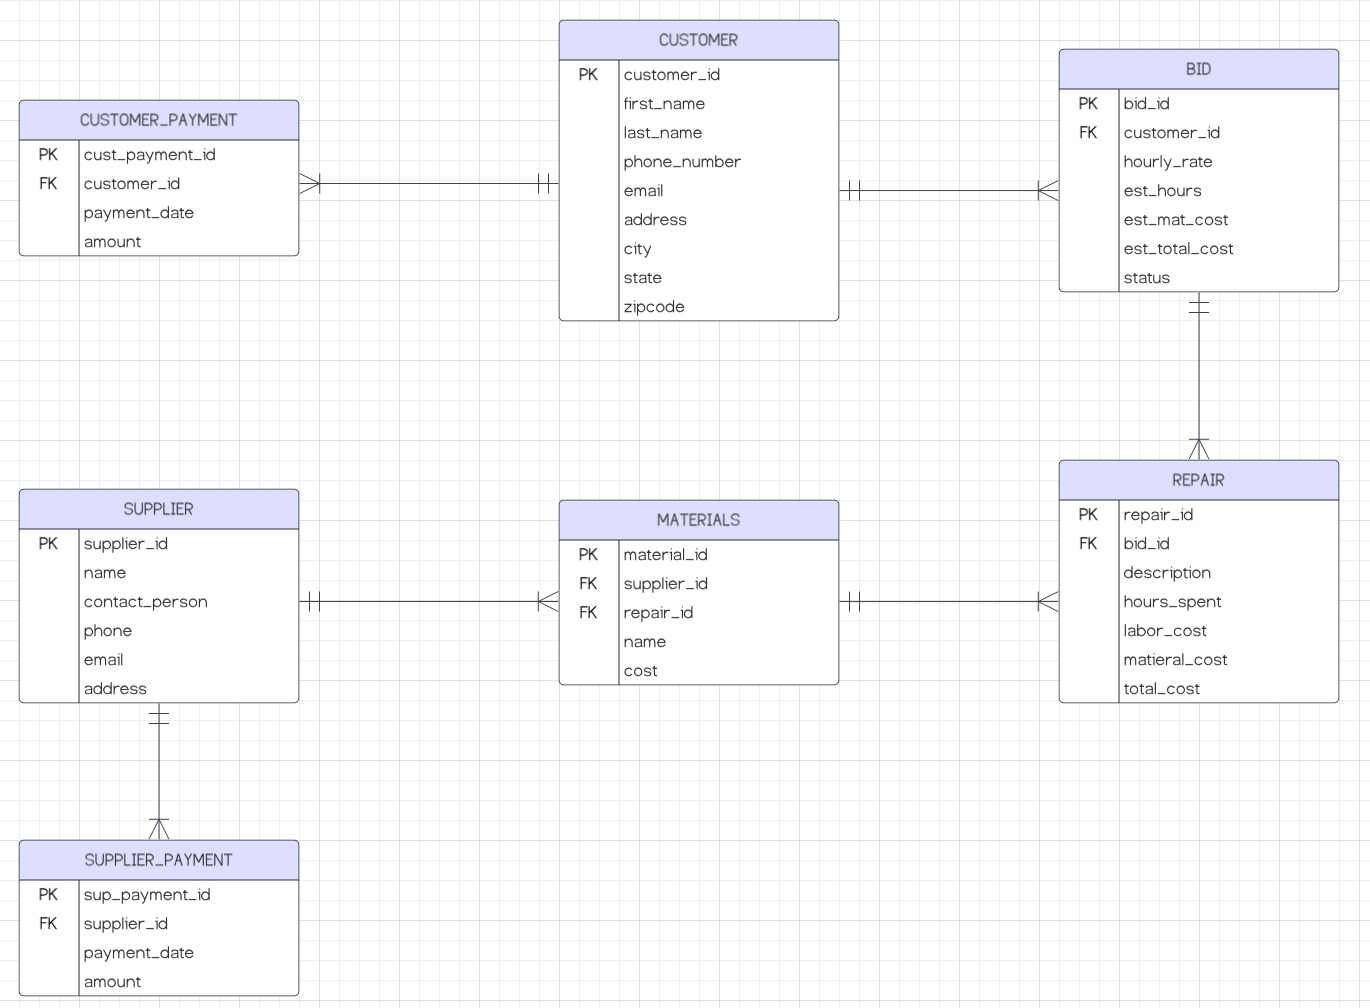 CUSTOMER
PK customer_id
first_name
last_name
phone_number
email
address
city
state
zipcode
BID
PK bid_id
FK customer_id
hourly_rate
est_hours
est_mat_cost
est_total_cost
status
CUSTOMER_PAYMENT
PK cust_payment_id
FK customer_id
payment_date
amount
SUPPLIER
PK supplier_id
name
contact_person
phone
email
address
MATERIALS
PK material_id
FK supplier_id
FK repair_id
name
cost
REPAIR
PK repair_id
FK bid_id
description
hours_spent
labor_cost
matieral_cost
total_cost
SUPPLIER_PAYMENT
PK sup_payment_id
FK supplier_id
payment_date
amount